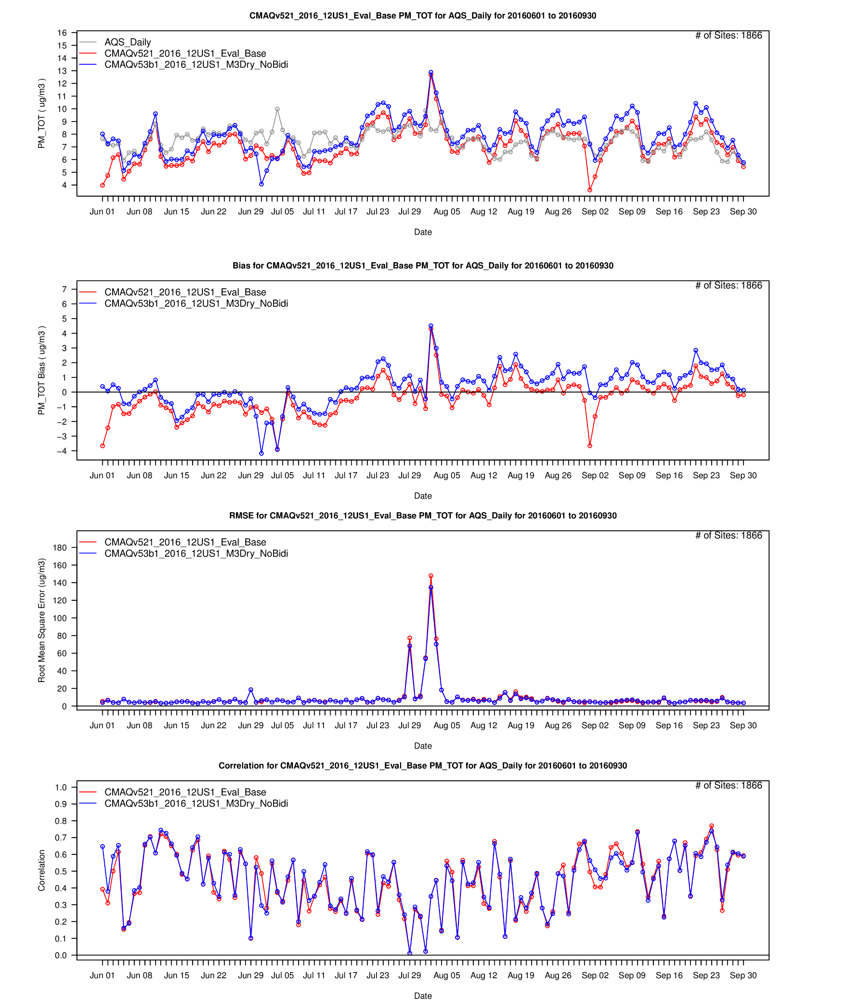 CMAQv521_2016_12US1_Eval_Base PM_TOT for AQS_Daily for 20160601 to 20160930
# of Sites: 1866
AQS_Daily
CMAQv521_2016_12US1_Eval_Base
CMAQv53b1_2016_12US1_M3Dry_NoBidi
PM_TOT ( ug/m3 )
16
15
14
13
12
11
10
9
8
7
6
5
4
Jun 01 Jun 08 Jun 15 Jun 22 Jun 29 Jul 05 Jul 11 Jul 17 Jul 23 Jul 29 Aug 05 Aug 12 Aug 19 Aug 26 Sep 02 Sep 09 Sep 16 Sep 23 Sep 30
Date
Bias for CMAQv521_2016_12US1_Eval_Base PM_TOT for AQS_Daily for 20160601 to 20160930
# of Sites: 1866
CMAQv521_2016_12US1_Eval_Base
CMAQv53b1_2016_12US1_M3Dry_NoBidi
PM_TOT Bias ( ug/m3 )
7
6
5
4
3
2
1
0
−1
−2
−3
−4
Jun 01 Jun 08 Jun 15 Jun 22 Jun 29 Jul 05 Jul 11 Jul 17 Jul 23 Jul 29 Aug 05 Aug 12 Aug 19 Aug 26 Sep 02 Sep 09 Sep 16 Sep 23 Sep 30
Date
RMSE for CMAQv521_2016_12US1_Eval_Base PM_TOT for AQS_Daily for 20160601 to 20160930
# of Sites: 1866
CMAQv521_2016_12US1_Eval_Base
CMAQv53b1_2016_12US1_M3Dry_NoBidi
Root Mean Square Error (ug/m3)
180
160
140
120
100
80
60
40
20
0
Jun 01 Jun 08 Jun 15 Jun 22 Jun 29 Jul 05 Jul 11 Jul 17 Jul 23 Jul 29 Aug 05 Aug 12 Aug 19 Aug 26 Sep 02 Sep 09 Sep 16 Sep 23 Sep 30
Date
Correlation for CMAQv521_2016_12US1_Eval_Base PM_TOT for AQS_Daily for 20160601 to 20160930
# of Sites: 1866
CMAQv521_2016_12US1_Eval_Base
CMAQv53b1_2016_12US1_M3Dry_NoBidi
Correlation
1.0
0.9
0.8
0.7
0.6
0.5
0.4
0.3
0.2
0.1
0.0
Jun 01 Jun 08 Jun 15 Jun 22 Jun 29 Jul 05 Jul 11 Jul 17 Jul 23 Jul 29 Aug 05 Aug 12 Aug 19 Aug 26 Sep 02 Sep 09 Sep 16 Sep 23 Sep 30
Date